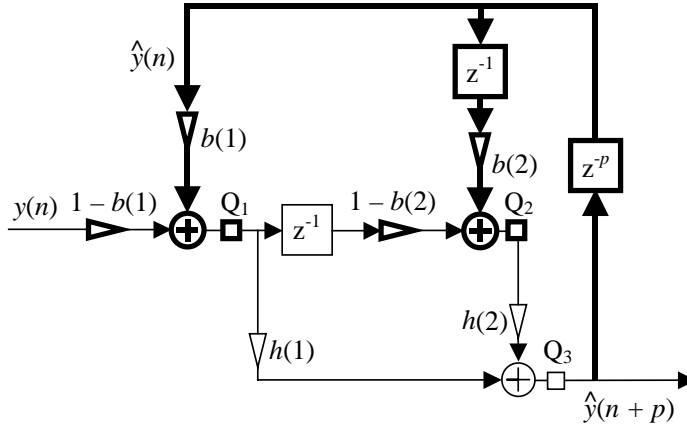 ŷ(n)
z⁻¹
b(1)
b(2)
z⁻ᵖ
y(n)
1 – b(1)
Q₁
z⁻¹
1 – b(2)
Q₂
h(1)
h(2)
Q₃
ŷ(n + p)